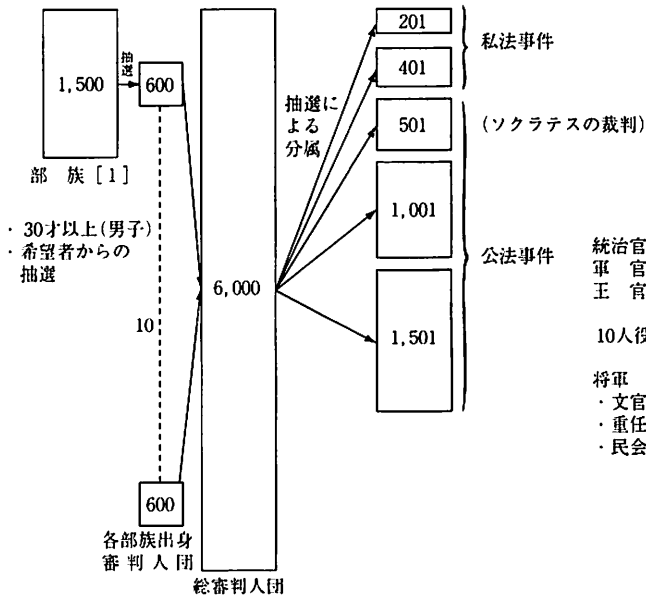 1,500
抽選
600
部 族 [1]
・30才以上(男子)
・希望者からの
抽選
10
600
各部族出身
審判人団
6,000
総審判人団
抽選に
よる
分属
201
401
私法事件
501
(ソクラテスの裁判)
1,001
公法事件
1,501
統治官
軍 官
王 官
10人役
将軍
・文官
・重任
・民会